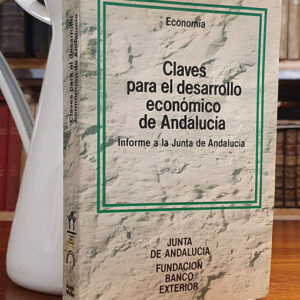 Economía
Claves
para el desarrollo
económico
de Andalucía
Informe a la Junta de Andalucía
JUNTA
DE ANDALUCIA
FUNDACION
BANCO
EXTERIOR
Claves para el desarrollo
económico de Andalucía